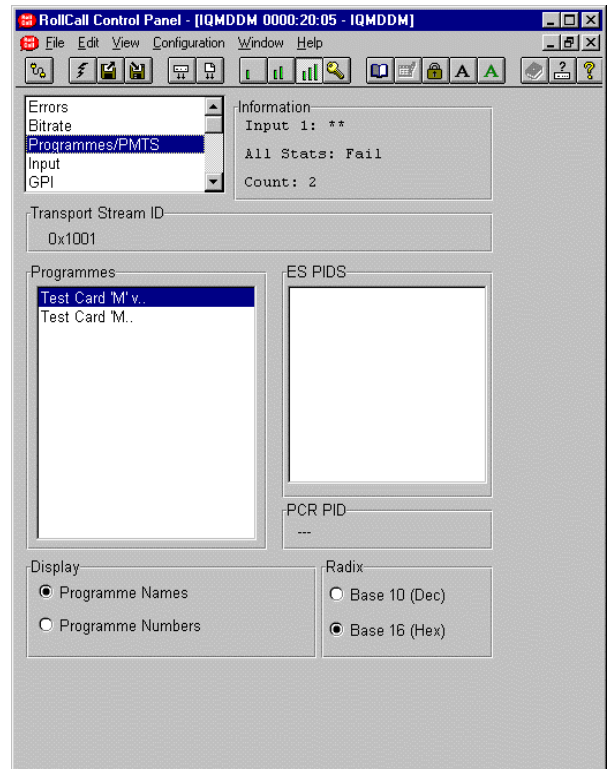 RollCall Control Panel - [IQMDDM 0000:20:05 - IQMDDM]
File Edit View Configuration Window Help
A A ? ?
Errors
Bitrate
Programmes/PMTS
Input
GPI
Information
Input 1: **
All Stats: Fail
Count: 2
Transport Stream ID
0x1001
Programmes
Test Card 'M' v..
Test Card 'M..
ES PIDS
PCR PID
---
Display
Programme Names
Programme Numbers
Radix
Base 10 (Dec)
Base 16 (Hex)